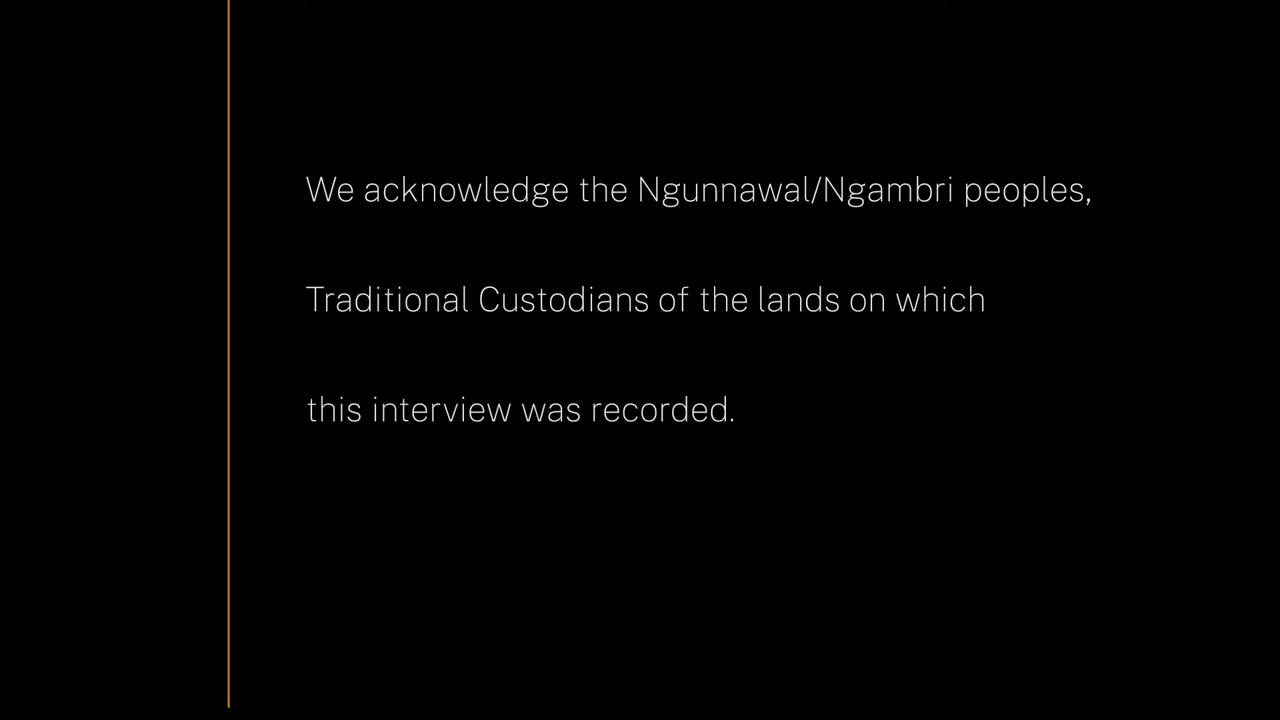 We acknowledge the Ngunnawal/Ngambri peoples,
Traditional Custodians of the lands on which
this interview was recorded.